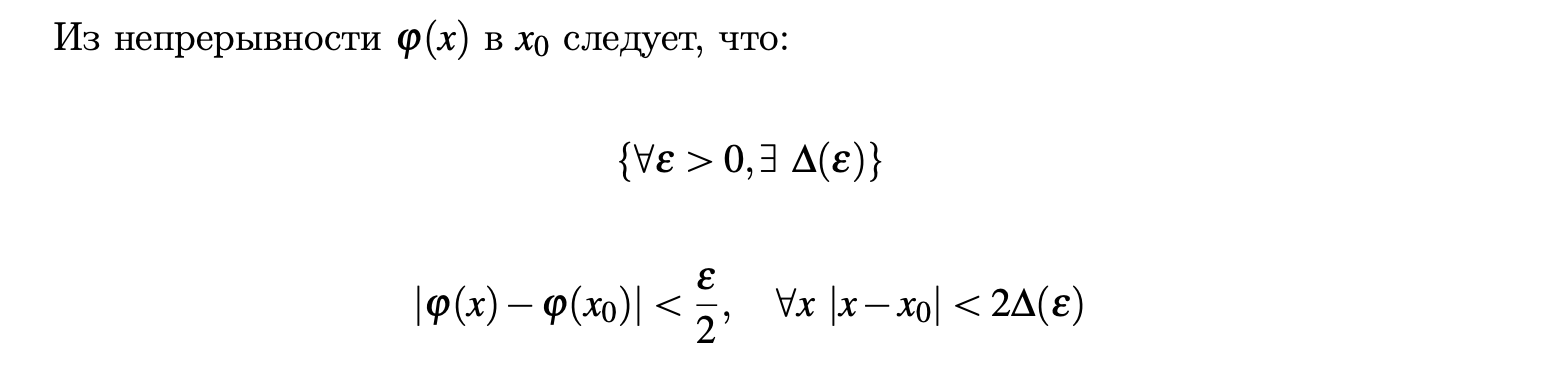 Из непрерывности φ(x) в x₀ следует, что:
{∀ε > 0, ∃ Δ(ε)}
|φ(x) − φ(x₀)| < ε/2, ∀x |x − x₀| < 2Δ(ε)